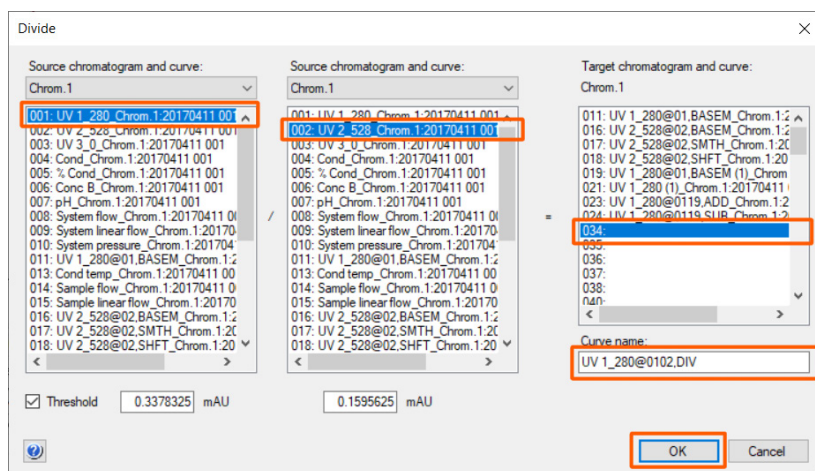 Divide
Source chromatogram and curve:
Chrom.1
001: UV 1_280_Chrom.1:20170411 001
002: UV 2_528_Chrom.1:20170411 001
003: UV 3_0_Chrom.1:20170411 001
004: Cond_Chrom.1:20170411 001
005: % Cond_Chrom.1:20170411 001
006: Conc B_Chrom.1:20170411 001
007: pH_Chrom.1:20170411 001
008: System flow_Chrom.1:20170411 0
009: System linear flow_Chrom.1:20170
010: System pressure_Chrom.1:201704
011: UV 1_280@01,BASEM_Chrom.1:2
013: Cond temp_Chrom.1:20170411 00
014: Sample flow_Chrom.1:20170411 0
015: Sample linear flow_Chrom.1:20170
016: UV 2_528@02,BASEM_Chrom.1:2
017: UV 2_528@02,SMTH_Chrom.1:20
018: UV 2_528@02,SHFT_Chrom.1:20
Threshold 0.3378325 mAU
/
Source chromatogram and curve:
Chrom.1
001: UV 1_280_Chrom.1:20170411 001
002: UV 2_528_Chrom.1:20170411 001
003: UV 3_0_Chrom.1:20170411 001
004: Cond_Chrom.1:20170411 001
005: % Cond_Chrom.1:20170411 001
006: Conc B_Chrom.1:20170411 001
007: pH_Chrom.1:20170411 001
008: System flow_Chrom.1:20170411 0
009: System linear flow_Chrom.1:20170
010: System pressure_Chrom.1:201704
011: UV 1_280@01,BASEM_Chrom.1:2
013: Cond temp_Chrom.1:20170411 00
014: Sample flow_Chrom.1:20170411 0
015: Sample linear flow_Chrom.1:20170
016: UV 2_528@02,BASEM_Chrom.1:2
017: UV 2_528@02,SMTH_Chrom.1:20
018: UV 2_528@02,SHFT_Chrom.1:20
0.1595625 mAU
=
Target chromatogram and curve:
Chrom.1
011: UV 1_280@01,BASEM_Chrom.1:2
016: UV 2_528@02,BASEM_Chrom.1:2
017: UV 2_528@02,SMTH_Chrom.1:20
018: UV 2_528@02,SHFT_Chrom.1:20
019: UV 1_280@01,BASEM (1)_Chrom
021: UV 1_280 (1)_Chrom.1:20170411
023: UV 1_280@0119,ADD_Chrom.1:2
024: UV 1_280@0119,SUB_Chrom.1:2
034:
035:
036:
037:
038:
040:
Curve name:
UV 1_280@0102,DIV
OK
Cancel